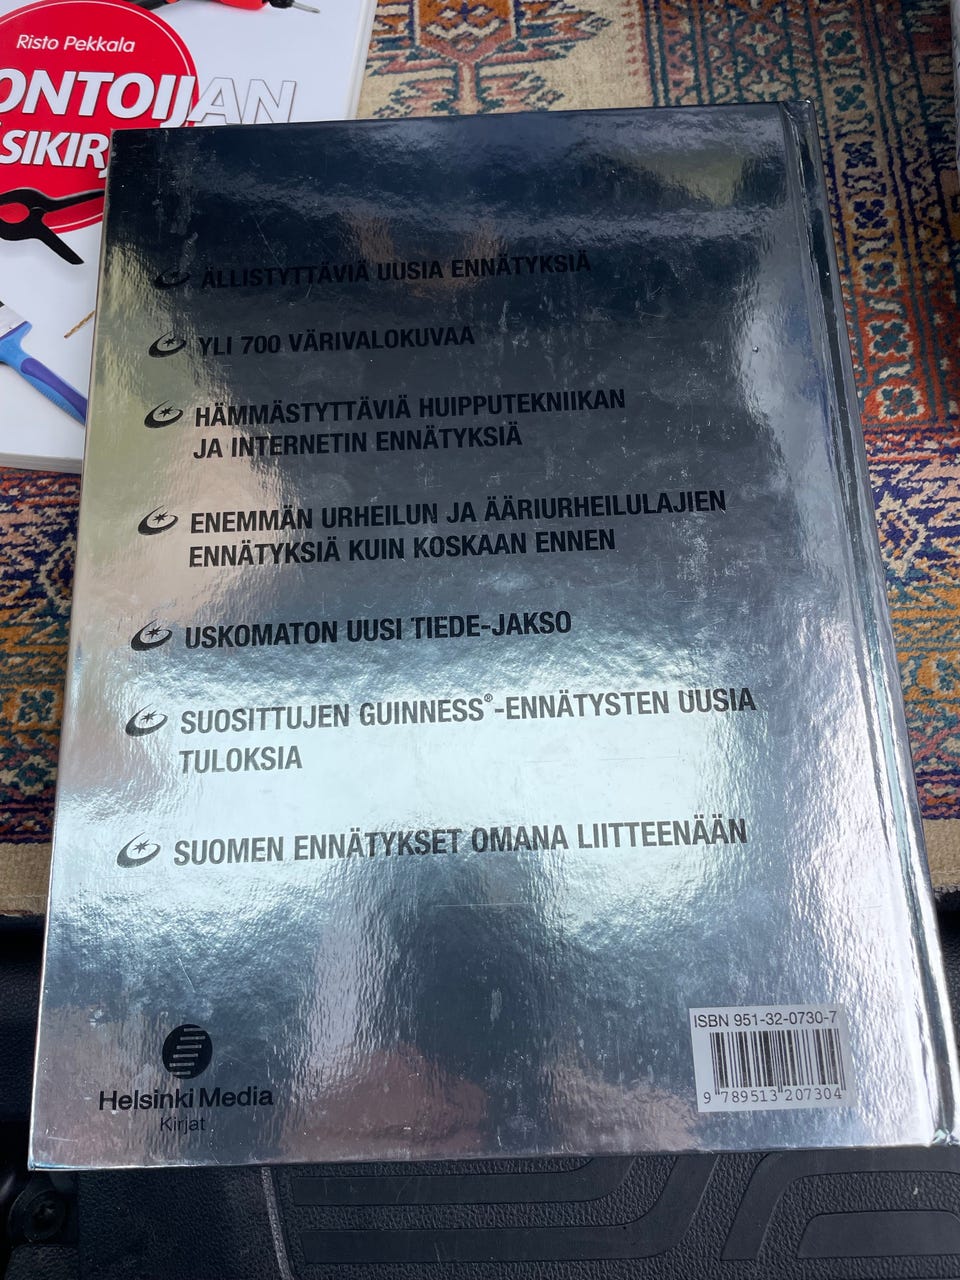 Risto Pekkala
ONTOIJAN
SIKIRJ
ÄLLISTYTTÄVIÄ UUSIA ENNÄTYKSIÄ
YLI 700 VÄRIVALOKUVAA
HÄMMÄSTYTTÄVIÄ HUIPPUTEKNIIKAN
JA INTERNETIN ENNÄTYKSIÄ
ENEMMÄN URHEILUN JA ÄÄRIURHEILULAJIEN
ENNÄTYKSIÄ KUIN KOSKAAN ENNEN
USKOMATON UUSI TIEDE-JAKSO
SUOSITTUJEN GUINNESS®-ENNÄTYSTEN UUSIA
TULOKSIA
SUOMEN ENNÄTYKSET OMANA LIITTEENÄÄN
Helsinki Media
Kirjat
ISBN 951-32-0730-7
9 789513 207304